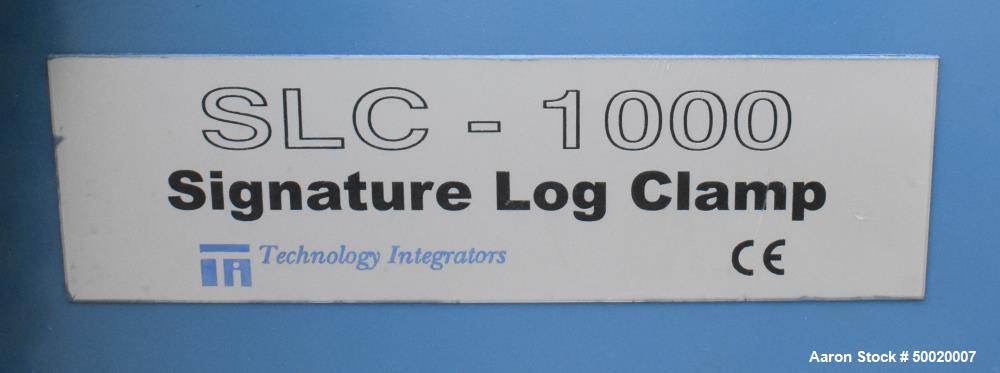 SLC - 1000
Signature Log Clamp
TI Technology Integrators CE
Aaron Stock # 50020007